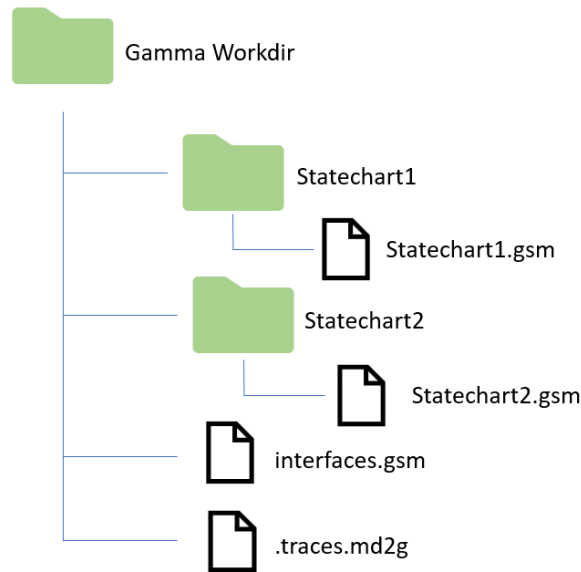 Gamma Workdir
Statechart1
Statechart1.gsm
Statechart2
Statechart2.gsm
interfaces.gsm
.traces.md2g